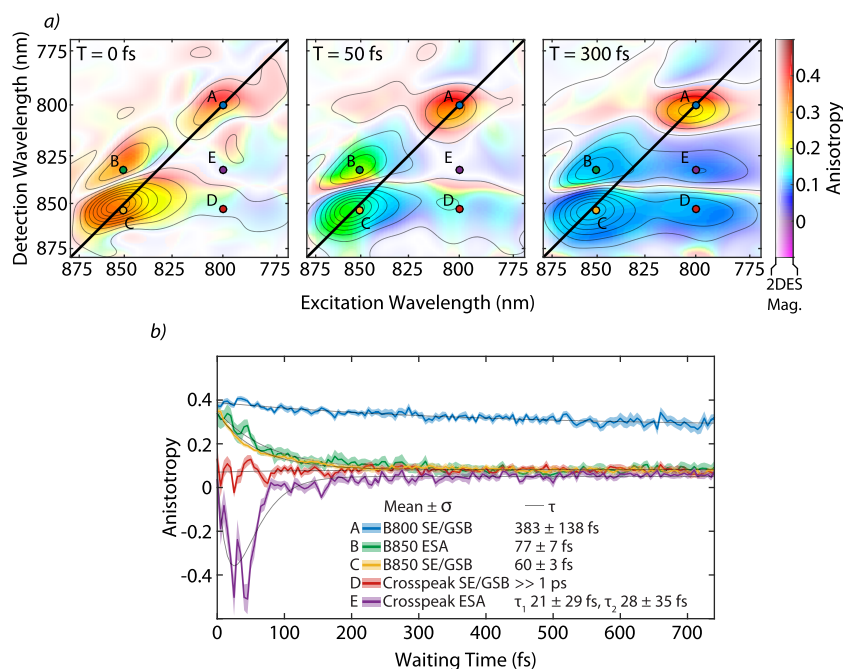 a)
T = 0 fs
T = 50 fs
T = 300 fs
Detection Wavelength (nm)
775
800
825
850
875
A
B
E
D
C
A
B
E
D
C
A
B
E
D
C
875 850 800 775
875 850 800 775
875 850 800 775
Excitation Wavelength (nm)
0.4
0.3
0.2
0.1
0
Anisotropy
2DES
Mag.
b)
Anistotropy
0.4
0.2
0
-0.2
-0.4
Mean ± σ — τ
A B800 SE/GSB 383 ± 138 fs
B B850 ESA 77 ± 7 fs
C B850 SE/GSB 60 ± 3 fs
D Crosspeak SE/GSB >> 1 ps
E Crosspeak ESA τ1 21 ± 29 fs, τ2 28 ± 35 fs
0 100 200 300 400 500 600 700
Waiting Time (fs)